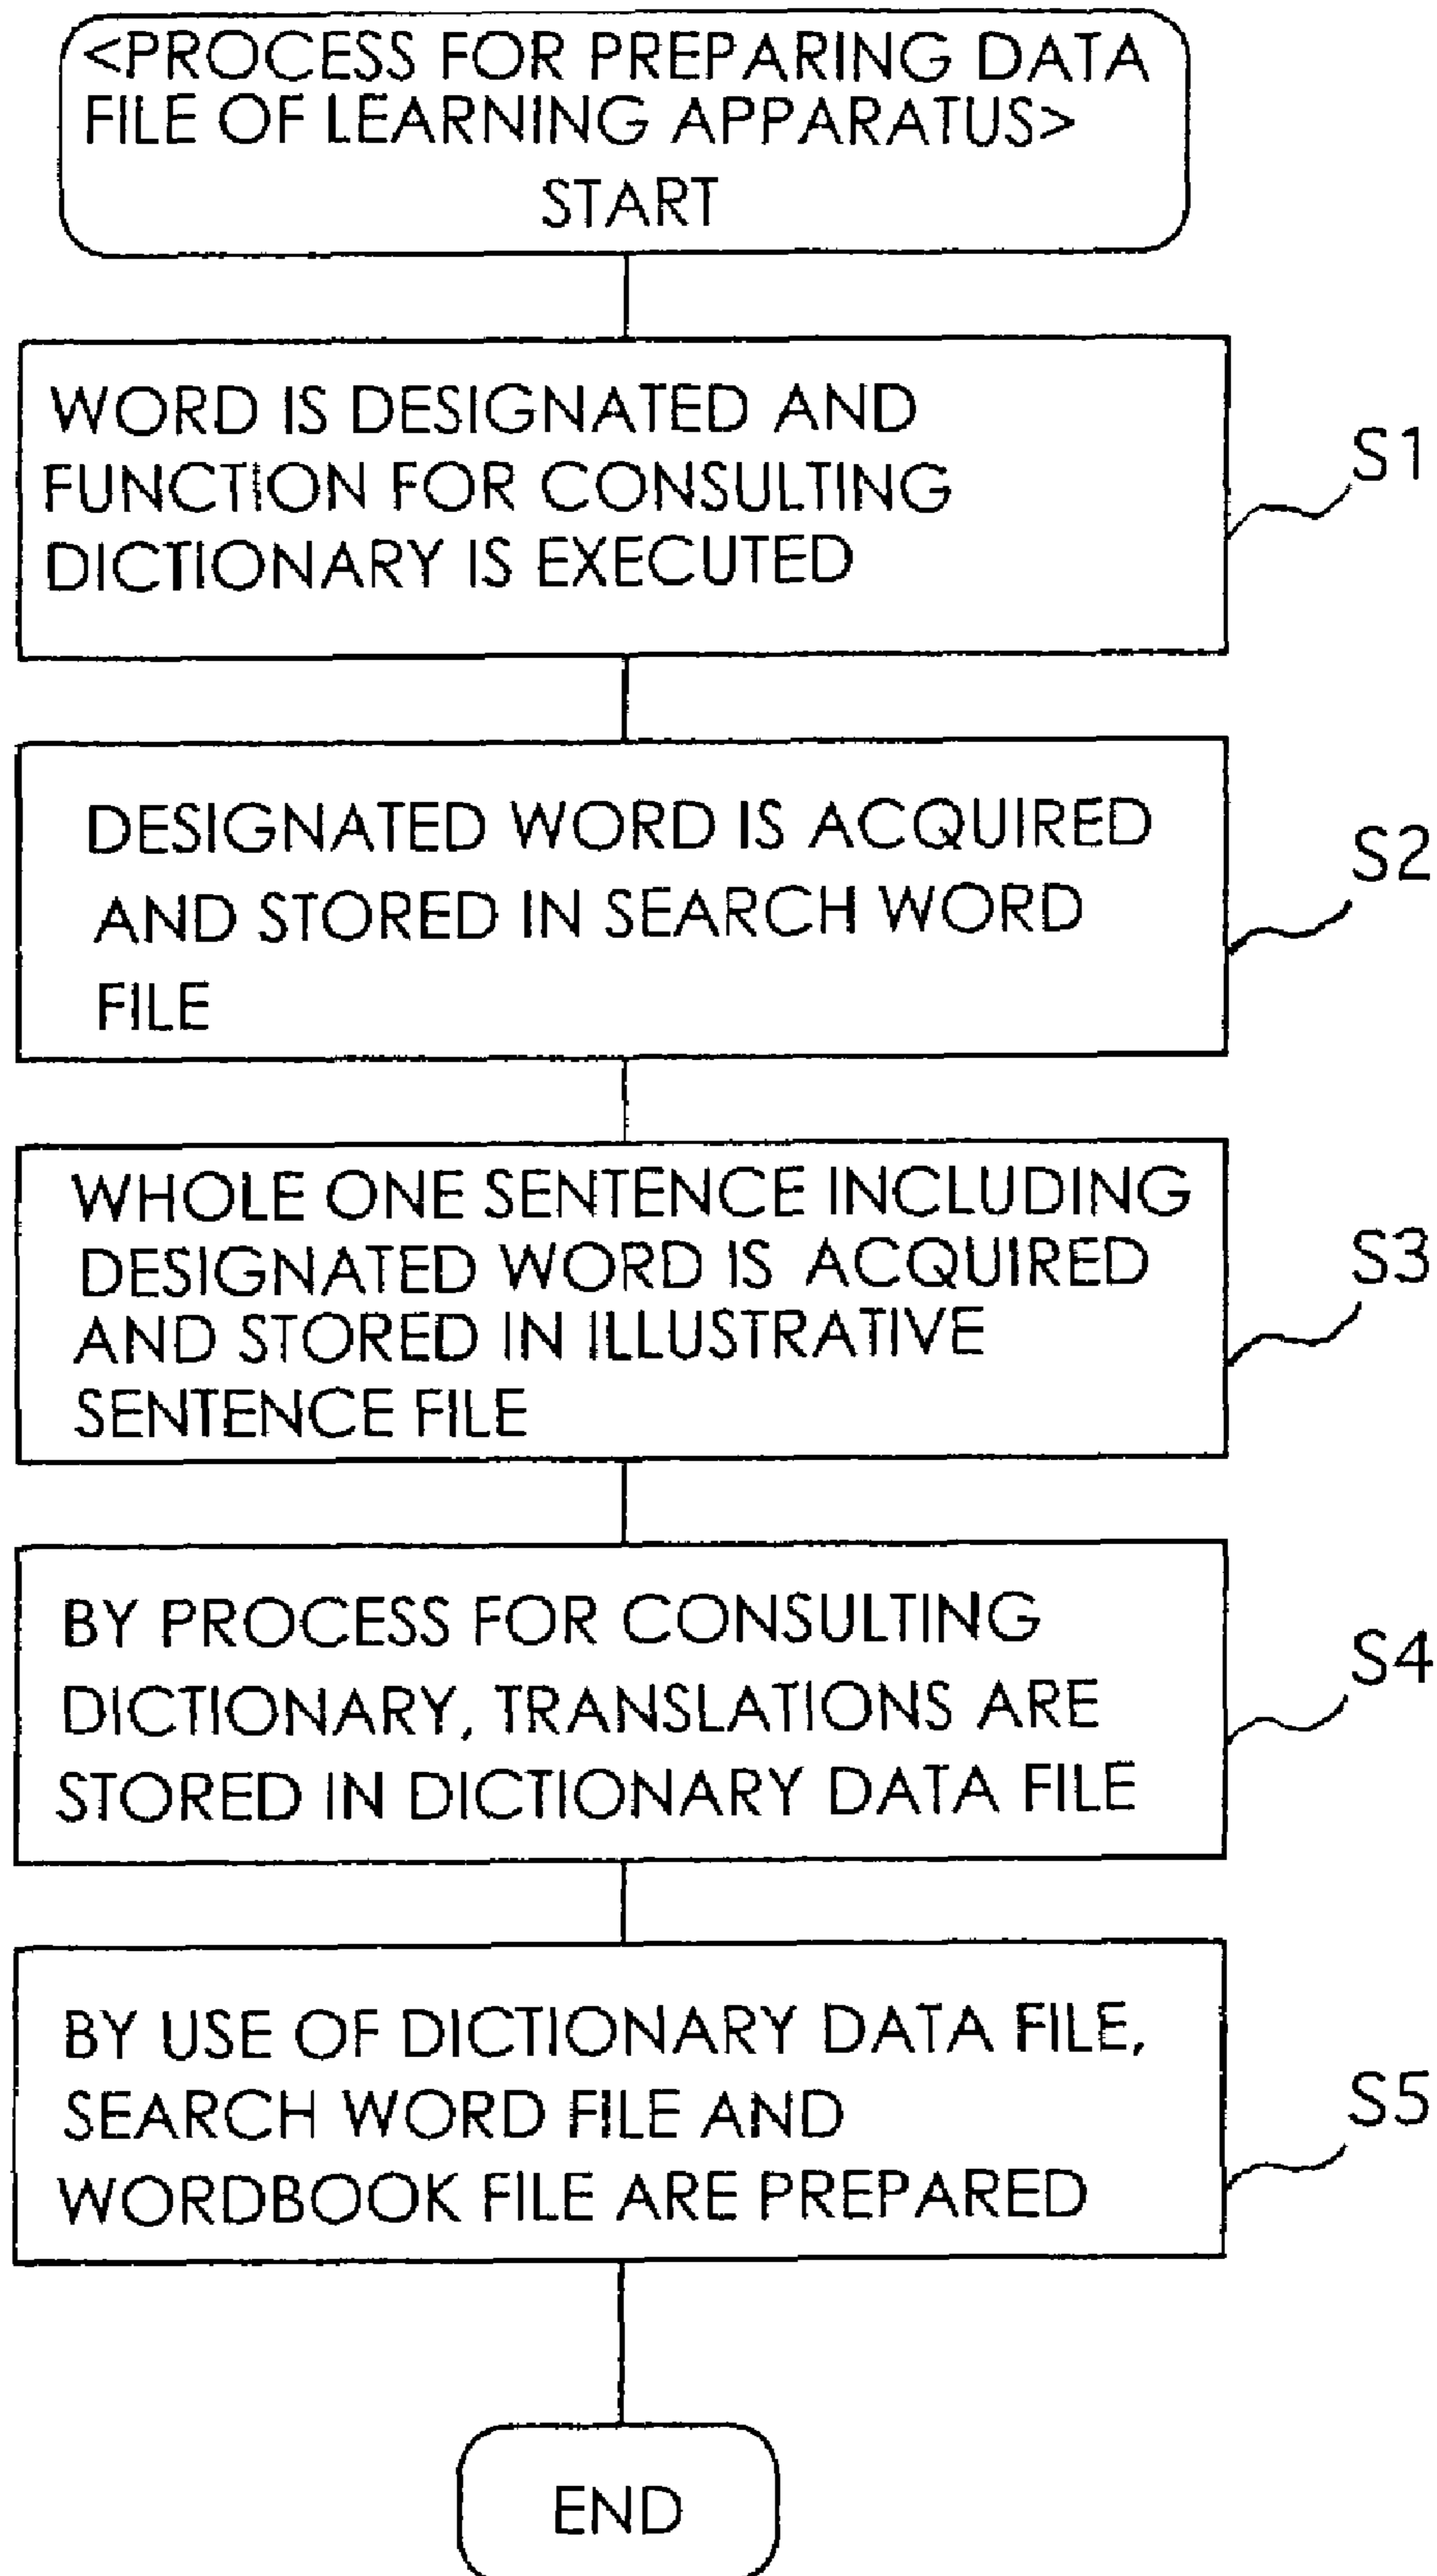 <PROCESS FOR PREPARING DATA
FILE OF LEARNING APPARATUS>
START
WORD IS DESIGNATED AND
FUNCTION FOR CONSULTING
DICTIONARY IS EXECUTED
S1
DESIGNATED WORD IS ACQUIRED
AND STORED IN SEARCH WORD
FILE
S2
WHOLE ONE SENTENCE INCLUDING
DESIGNATED WORD IS ACQUIRED
AND STORED IN ILLUSTRATIVE
SENTENCE FILE
S3
BY PROCESS FOR CONSULTING
DICTIONARY, TRANSLATIONS ARE
STORED IN DICTIONARY DATA FILE
S4
BY USE OF DICTIONARY DATA FILE,
SEARCH WORD FILE AND
WORDBOOK FILE ARE PREPARED
S5
END